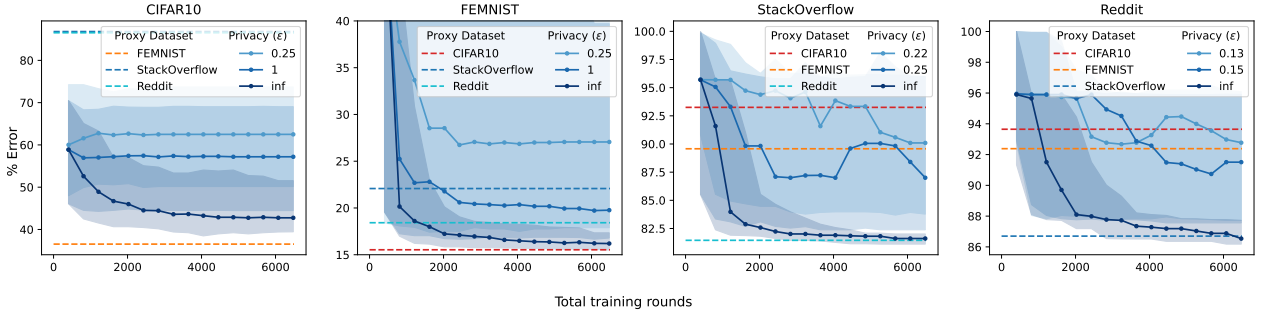 CIFAR10
% Error
80
70
60
50
40
0
2000
4000
6000
Proxy Dataset
FEMNIST
StackOverflow
Reddit
Privacy (ε)
0.25
1
inf
FEMNIST
40
35
30
25
20
15
0
2000
4000
6000
Proxy Dataset
CIFAR10
StackOverflow
Reddit
Privacy (ε)
0.25
1
inf
StackOverflow
100.0
97.5
95.0
92.5
90.0
87.5
85.0
82.5
0
2000
4000
6000
Proxy Dataset
CIFAR10
FEMNIST
Reddit
Privacy (ε)
0.22
0.25
inf
Reddit
100
98
96
94
92
90
88
86
0
2000
4000
6000
Proxy Dataset
CIFAR10
FEMNIST
StackOverflow
Privacy (ε)
0.13
0.15
inf
Total training rounds